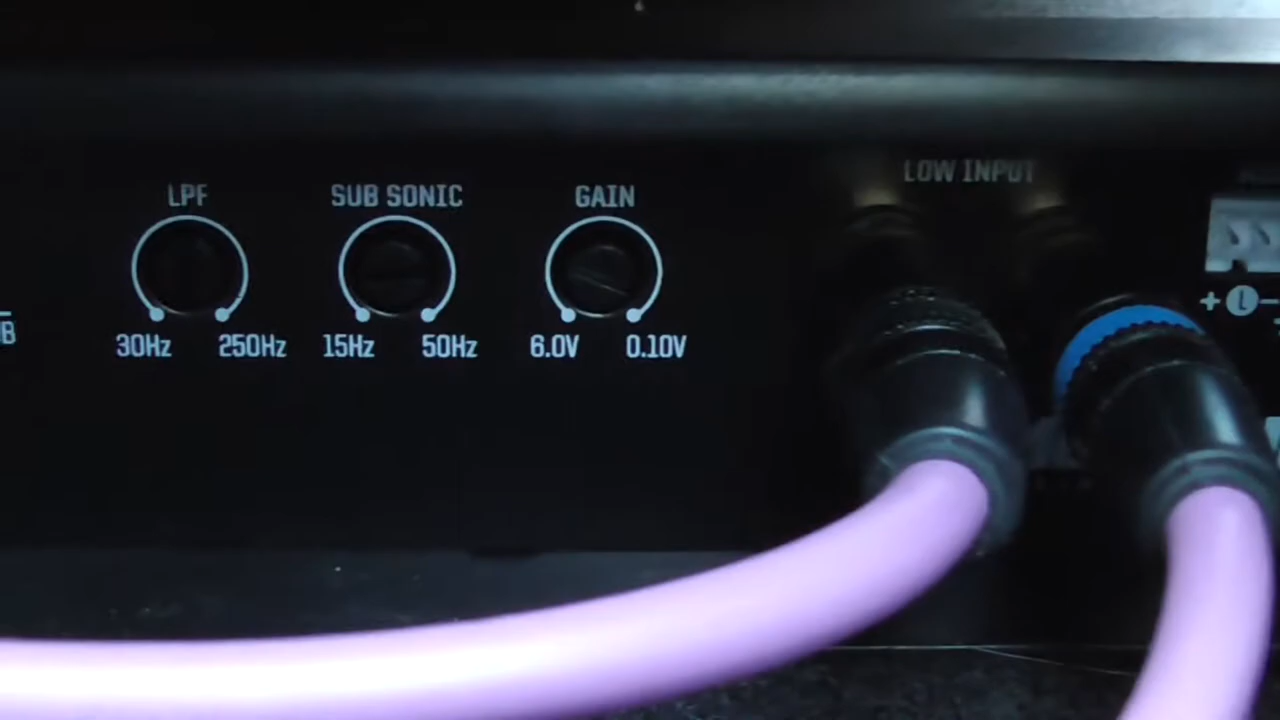 LPF
SUB SONIC
GAIN
LOW INPUT
30Hz
250Hz
15Hz
50Hz
6.0V
0.10V
+ L −